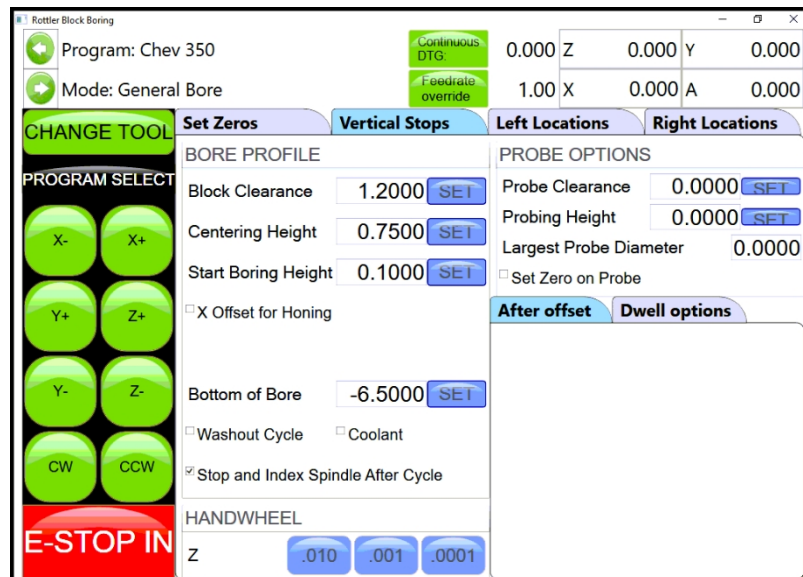 Rottler Block Boring
Program: Chev 350
Continuous DTG: 0.000 Z 0.000 Y 0.000
Mode: General Bore
Feedrate override 1.00 X 0.000 A 0.000
CHANGE TOOL
Set Zeros Vertical Stops Left Locations Right Locations
PROGRAM SELECT
X- X+
Y+ Z+
Y- Z-
CW CCW
E-STOP IN
BORE PROFILE
Block Clearance 1.2000 SET
Centering Height 0.7500 SET
Start Boring Height 0.1000 SET
X Offset for Honing
Bottom of Bore -6.5000 SET
Washout Cycle Coolant
Stop and Index Spindle After Cycle
HANDWHEEL
Z .010 .001 .0001
PROBE OPTIONS
Probe Clearance 0.0000 SET
Probing Height 0.0000 SET
Largest Probe Diameter 0.0000
Set Zero on Probe
After offset Dwell options